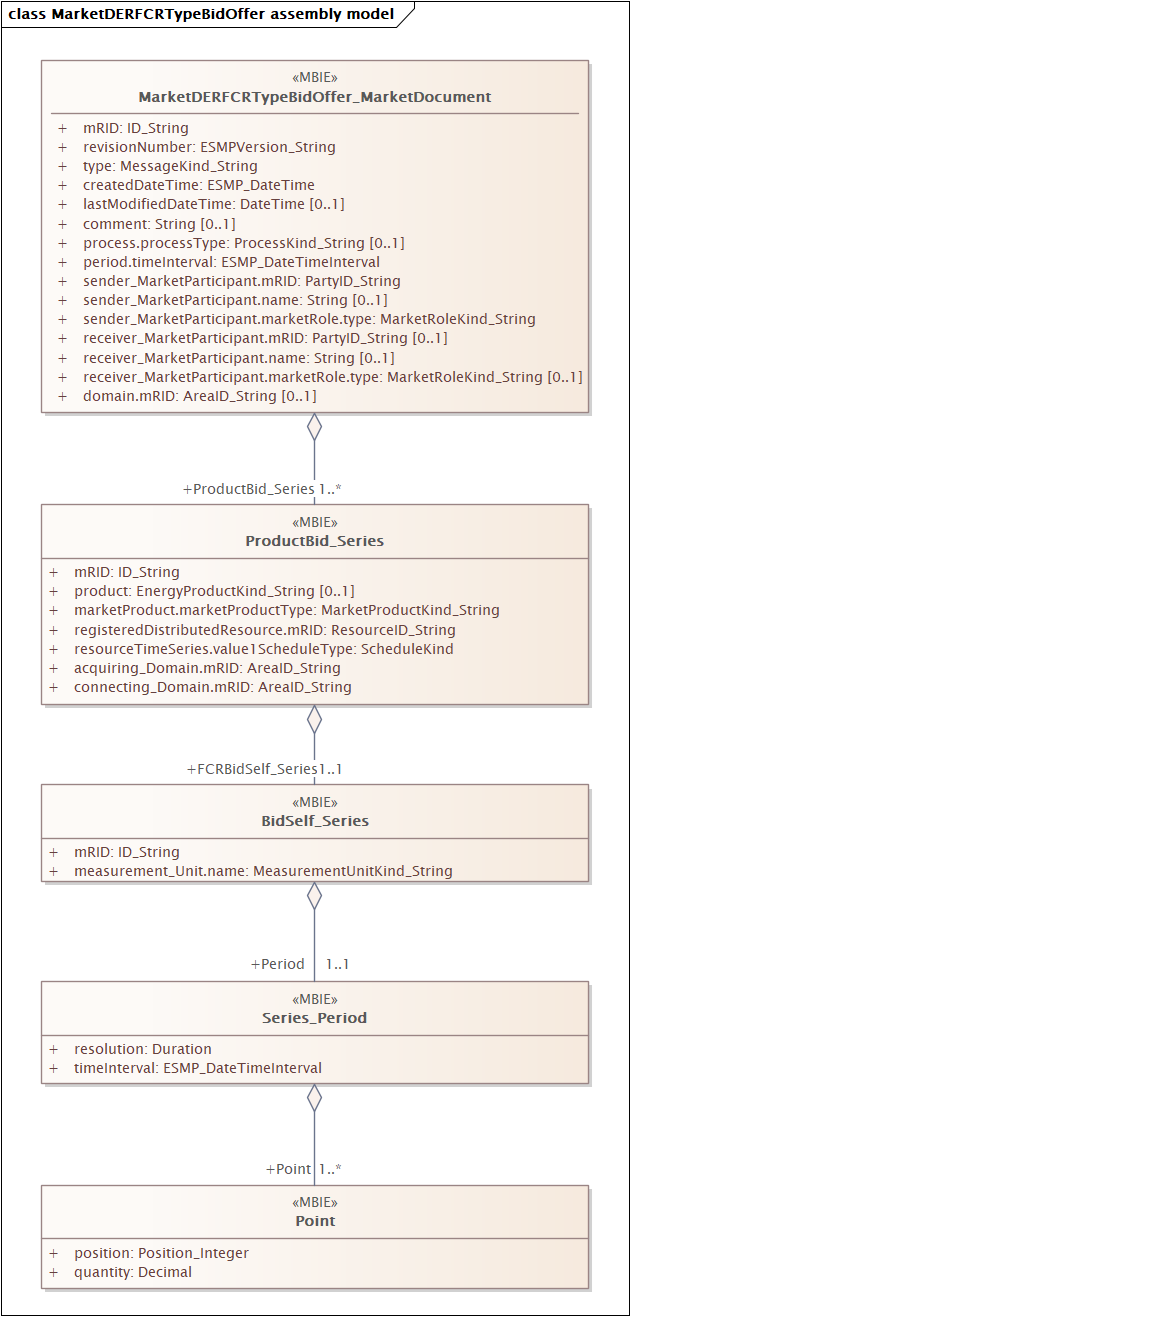 class MarketDERFCRTypeBidOffer assembly model
«MBIE»
MarketDERFCRTypeBidOffer_MarketDocument
+ mRID: ID_String
+ revisionNumber: ESMPVersion_String
+ type: MessageKind_String
+ createdDateTime: ESMP_DateTime
+ lastModifiedDateTime: DateTime [0..1]
+ comment: String [0..1]
+ process.processType: ProcessKind_String [0..1]
+ period.timeInterval: ESMP_DateTimeInterval
+ sender_MarketParticipant.mRID: PartyID_String
+ sender_MarketParticipant.name: String [0..1]
+ sender_MarketParticipant.marketRole.type: MarketRoleKind_String
+ receiver_MarketParticipant.mRID: PartyID_String [0..1]
+ receiver_MarketParticipant.name: String [0..1]
+ receiver_MarketParticipant.marketRole.type: MarketRoleKind_String [0..1]
+ domain.mRID: AreaID_String [0..1]
+ProductBid_Series 1..*
«MBIE»
ProductBid_Series
+ mRID: ID_String
+ product: EnergyProductKind_String [0..1]
+ marketProduct.marketProductType: MarketProductKind_String
+ registeredDistributedResource.mRID: ResourceID_String
+ resourceTimeSeries.value1ScheduleType: ScheduleKind
+ acquiring_Domain.mRID: AreaID_String
+ connecting_Domain.mRID: AreaID_String
+FCRBidSelf_Series 1..1
«MBIE»
BidSelf_Series
+ mRID: ID_String
+ measurement_Unit.name: MeasurementUnitKind_String
+Period 1..1
«MBIE»
Series_Period
+ resolution: Duration
+ timeInterval: ESMP_DateTimeInterval
+Point 1..*
«MBIE»
Point
+ position: Position_Integer
+ quantity: Decimal